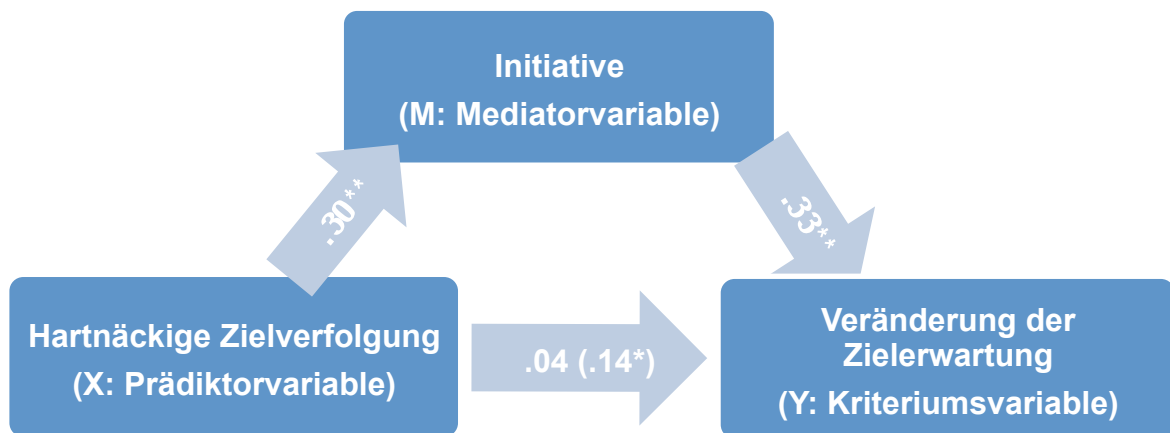 Initiative
(M: Mediatorvariable)
.30**
.33**
Hartnäckige Zielverfolgung
(X: Prädiktorvariable)
.04 (.14*)
Veränderung der
Zielerwartung
(Y: Kriteriumsvariable)